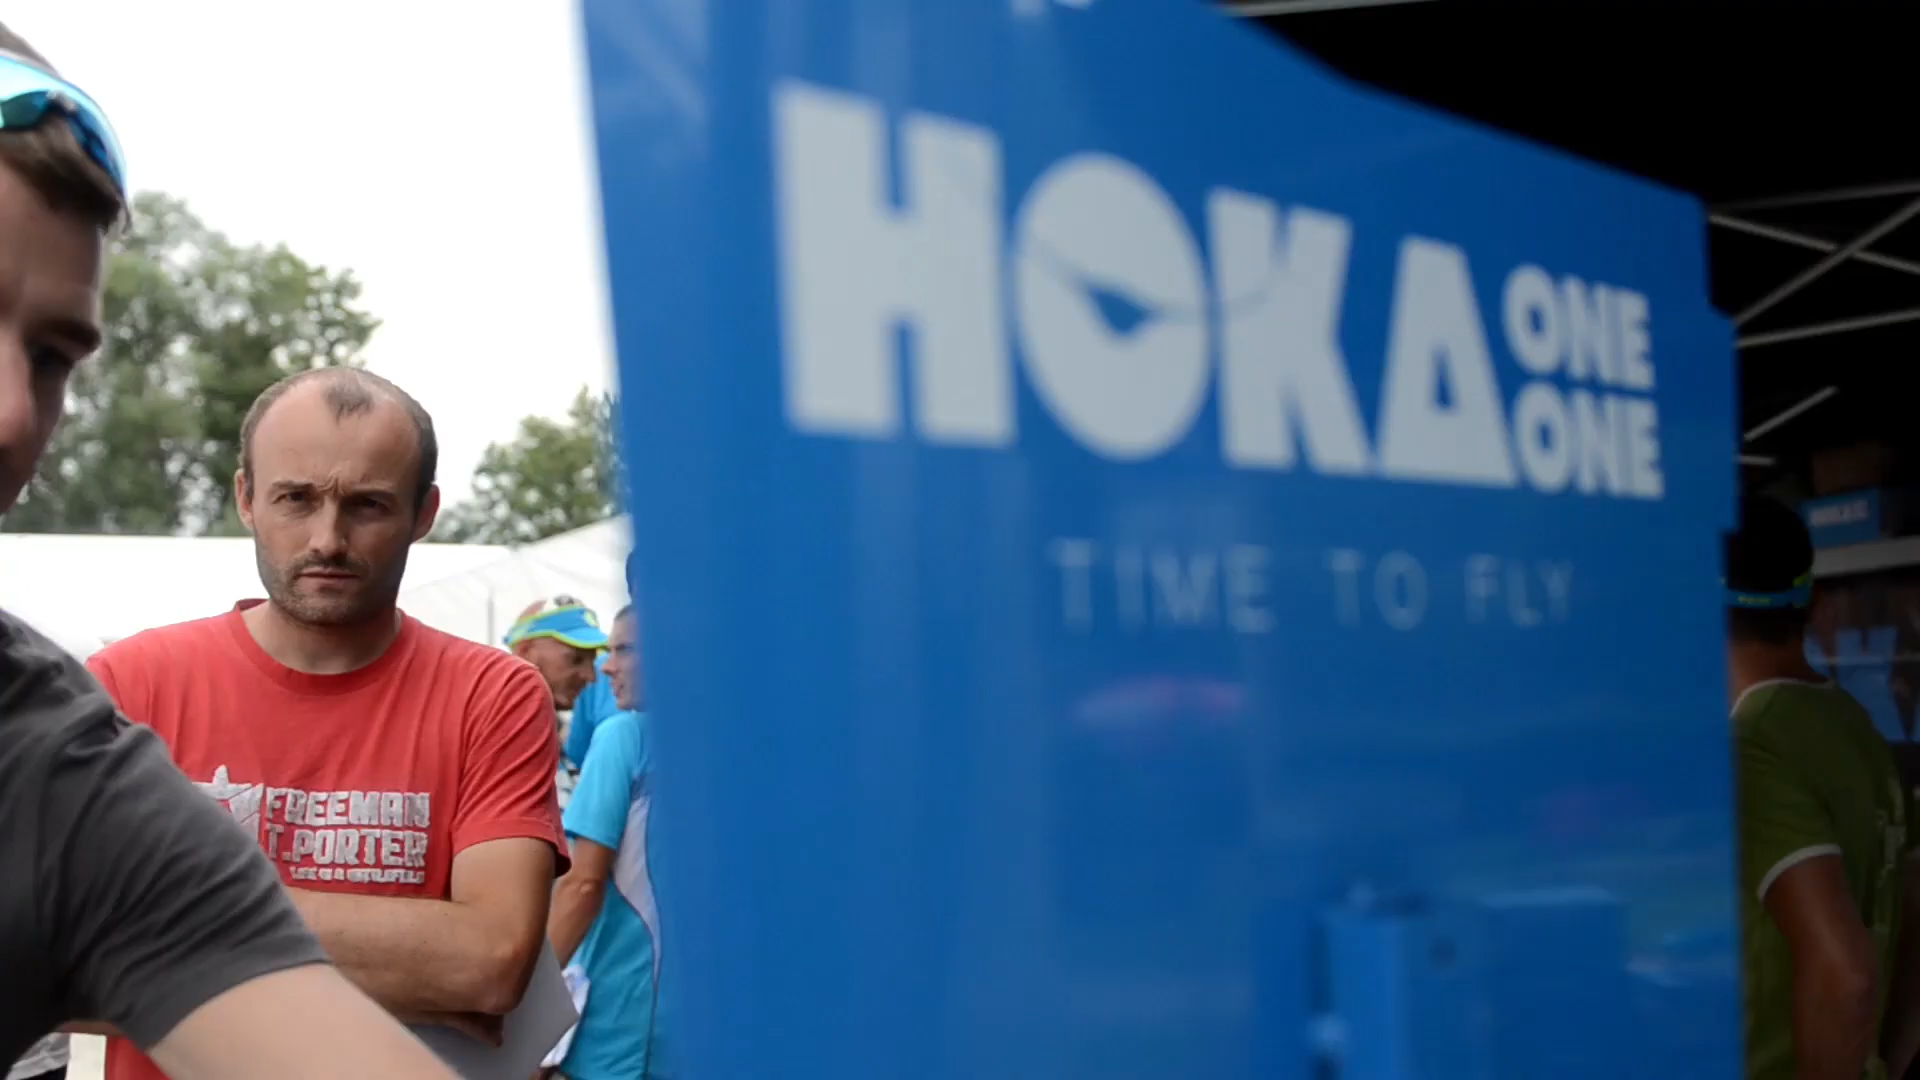 HOKA
ONE
ONE
TIME TO FLY
FREEMAN
T.PORTER